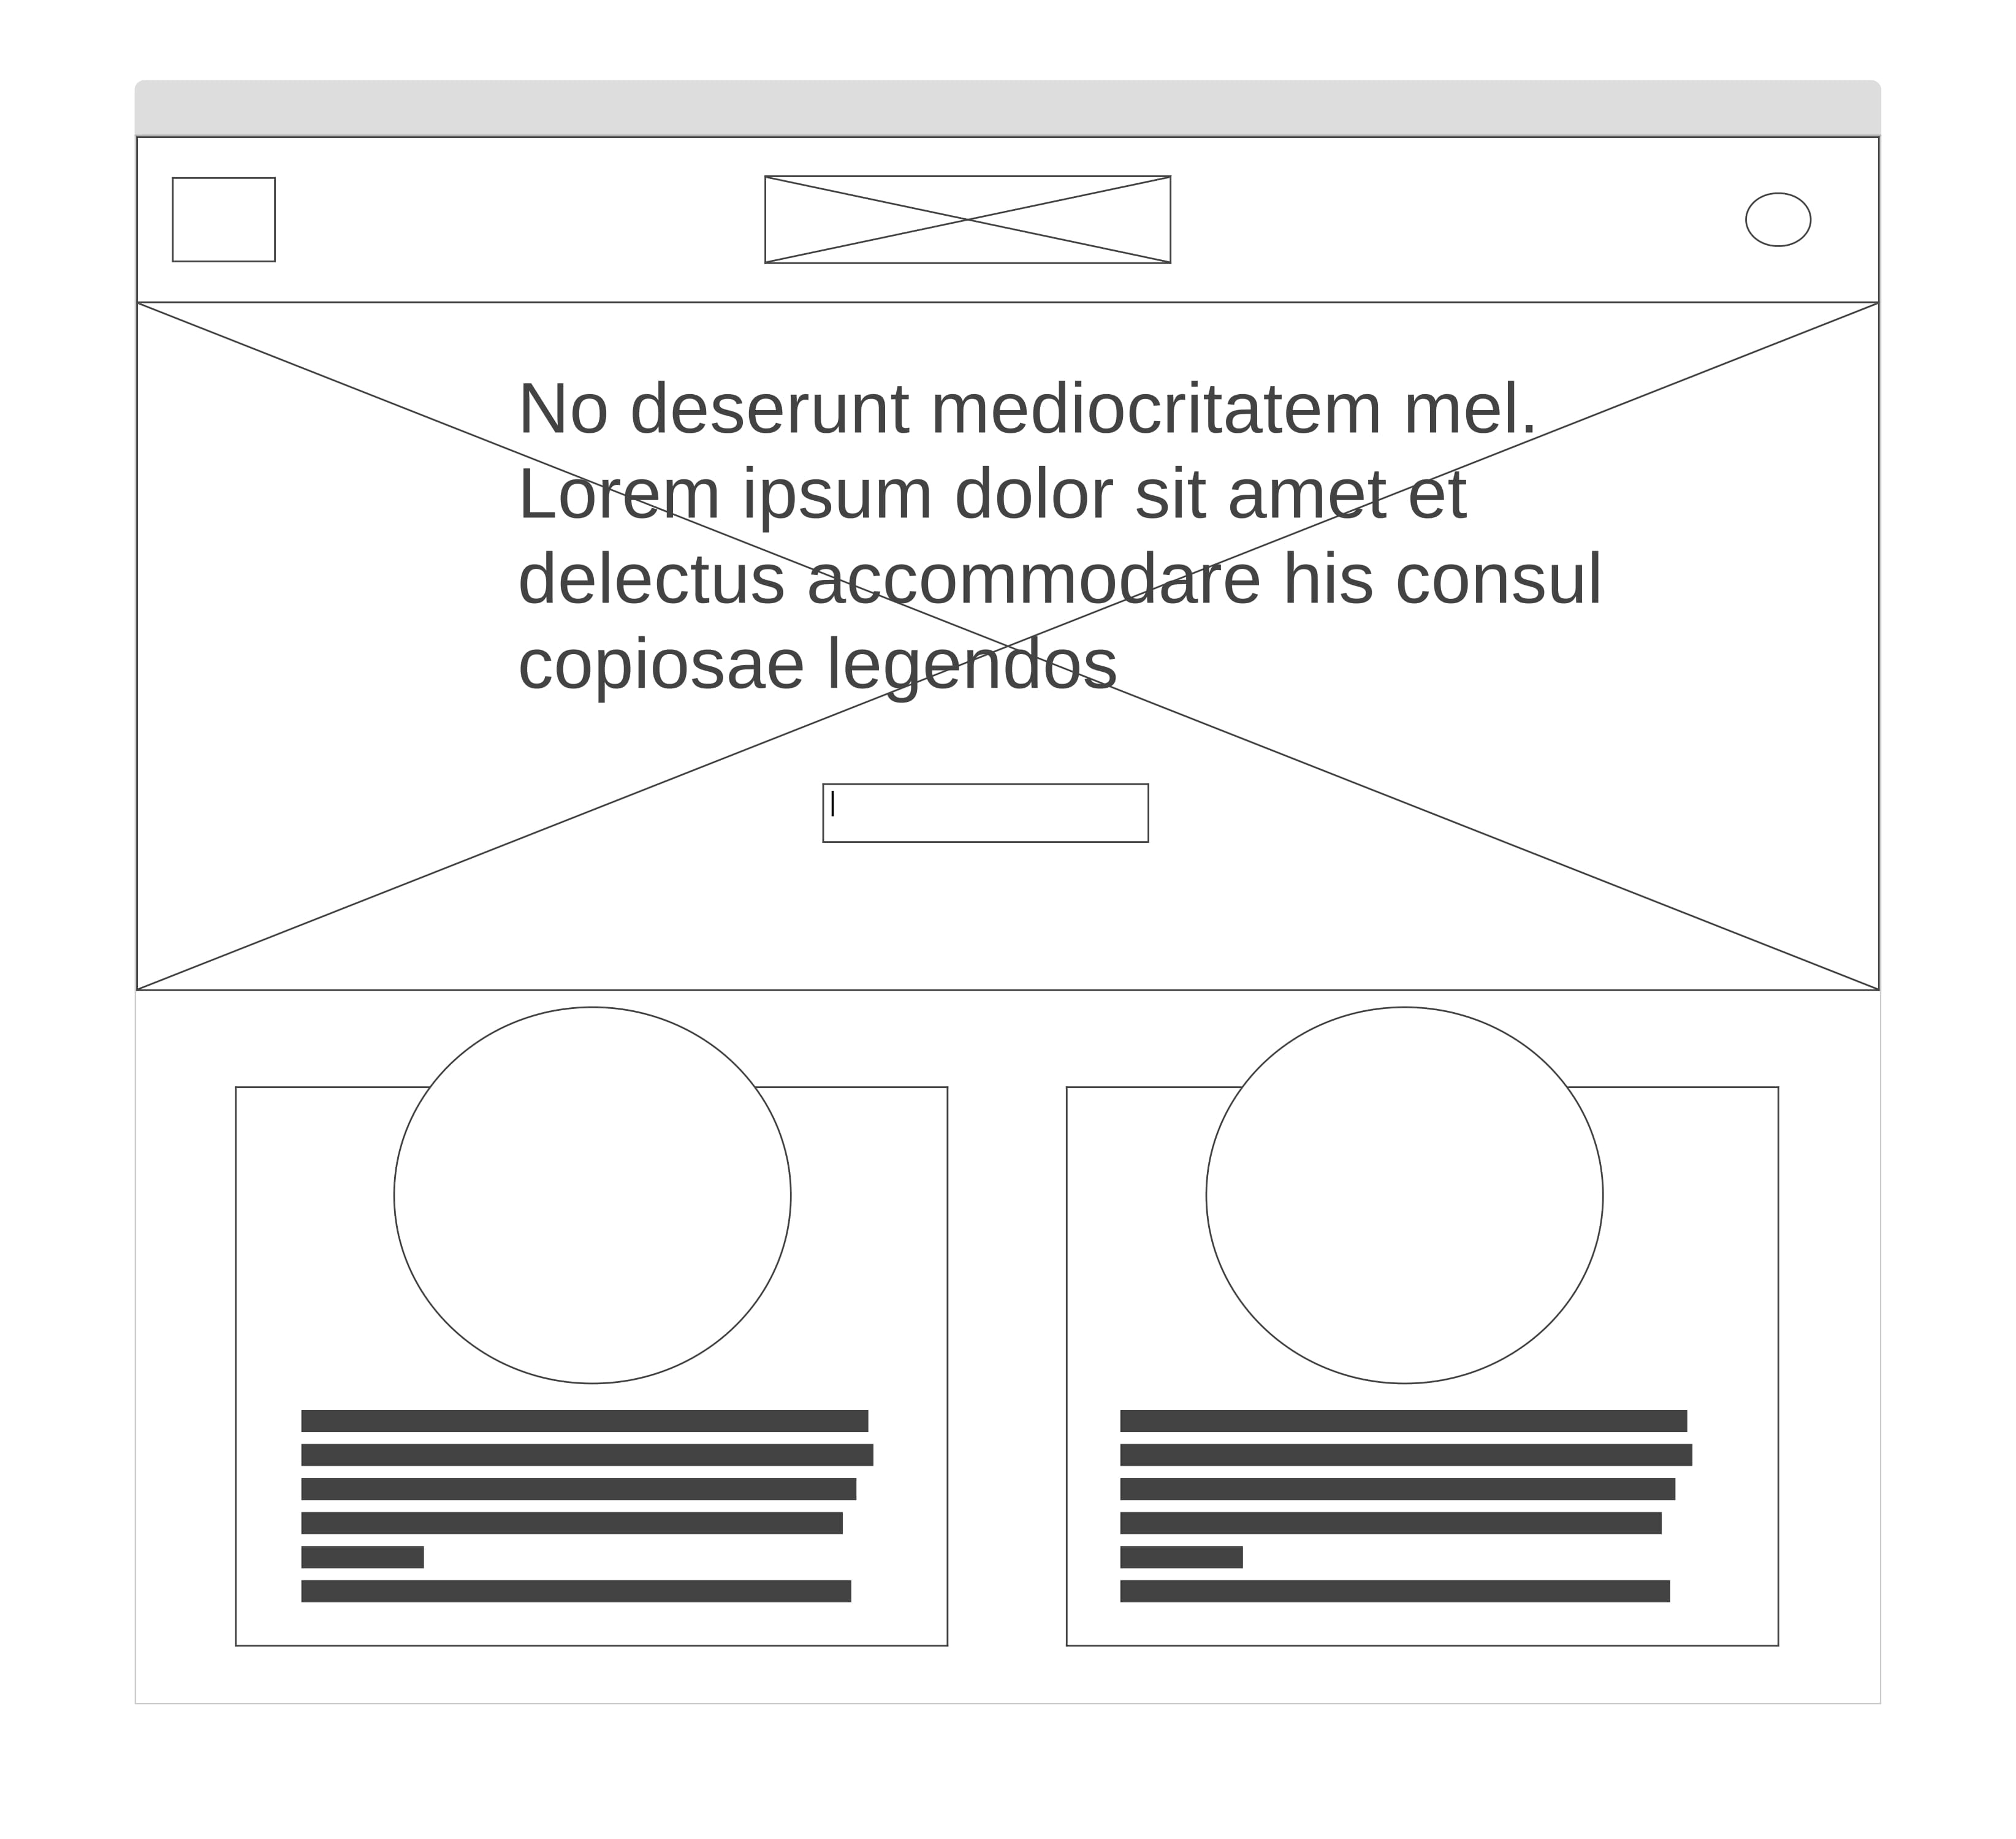 No deserunt mediocritatem mel.
Lorem ipsum dolor sit amet et
delectus accommodare his consul
copiosae legendos